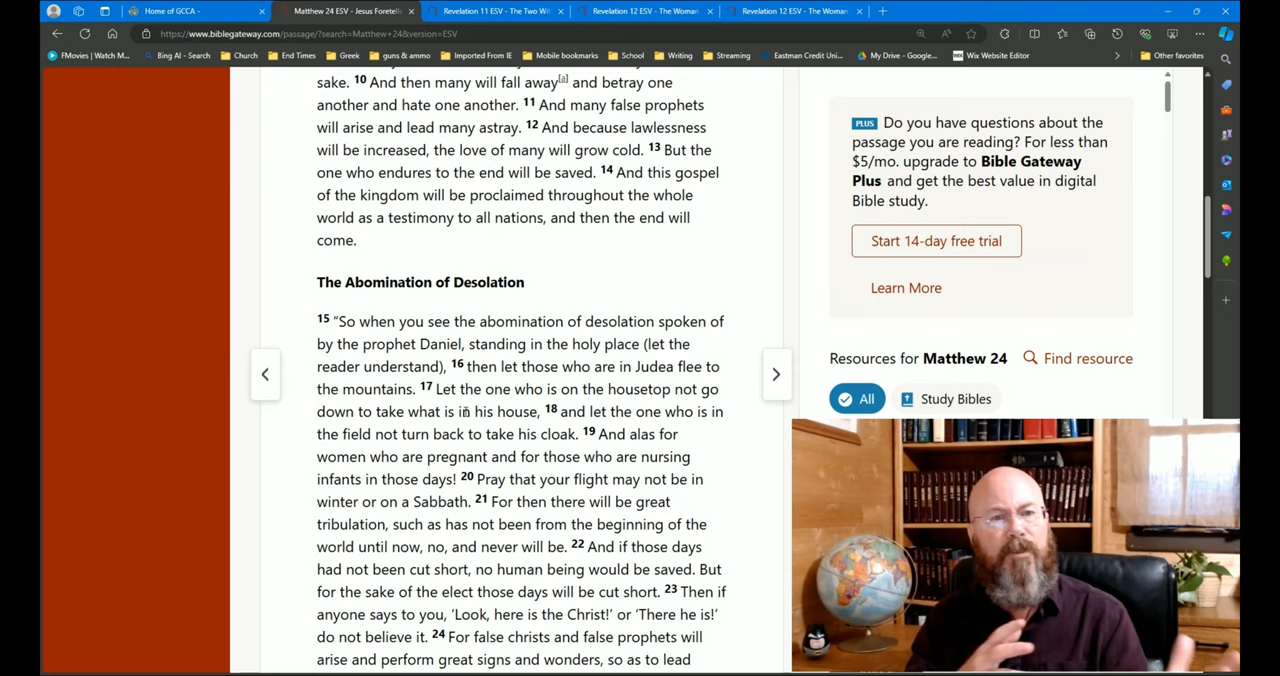 Home of GCCA -
Matthew 24 ESV - Jesus Foretells
Revelation 11 ESV - The Two Wit
Revelation 12 ESV - The Woman
Revelation 12 ESV - The Woman
https://www.biblegateway.com/passage/?search=Matthew+24&version=ESV
FMovies | Watch M... Bing AI - Search Church End Times Greek guns & ammo Imported From IE Mobile bookmarks School Writing Streaming Eastman Credit Uni... My Drive - Google... Wix Website Editor Other favorites
sake. 10 And then many will fall away[a] and betray one
another and hate one another. 11 And many false prophets
will arise and lead many astray. 12 And because lawlessness
will be increased, the love of many will grow cold. 13 But the
one who endures to the end will be saved. 14 And this gospel
of the kingdom will be proclaimed throughout the whole
world as a testimony to all nations, and then the end will
come.
The Abomination of Desolation
15 “So when you see the abomination of desolation spoken of
by the prophet Daniel, standing in the holy place (let the
reader understand), 16 then let those who are in Judea flee to
the mountains. 17 Let the one who is on the housetop not go
down to take what is in his house, 18 and let the one who is in
the field not turn back to take his cloak. 19 And alas for
women who are pregnant and for those who are nursing
infants in those days! 20 Pray that your flight may not be in
winter or on a Sabbath. 21 For then there will be great
tribulation, such as has not been from the beginning of the
world until now, no, and never will be. 22 And if those days
had not been cut short, no human being would be saved. But
for the sake of the elect those days will be cut short. 23 Then if
anyone says to you, ‘Look, here is the Christ!’ or ‘There he is!’
do not believe it. 24 For false christs and false prophets will
arise and perform great signs and wonders, so as to lead
PLUS Do you have questions about the
passage you are reading? For less than
$5/mo. upgrade to Bible Gateway
Plus and get the best value in digital
Bible study.
Start 14-day free trial
Learn More
Resources for Matthew 24 Find resource
All Study Bibles